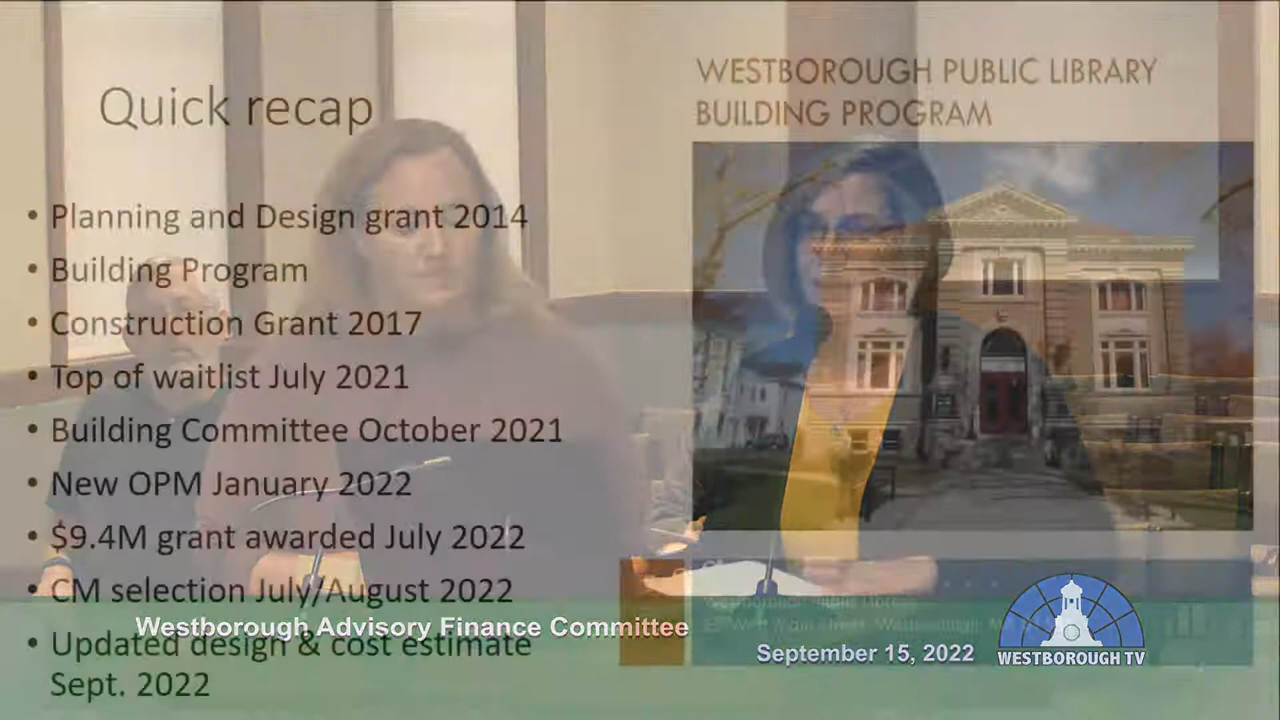 Quick recap
• Planning and Design grant 2014
• Building Program
• Construction Grant 2017
• Top of waitlist July 2021
• Building Committee October 2021
• New OPM January 2022
• $9.4M grant awarded July 2022
• CM selection July/August 2022
• Updated design & cost estimate
Sept. 2022
WESTBOROUGH PUBLIC LIBRARY
BUILDING PROGRAM
Westborough Advisory Finance Committee
September 15, 2022
WESTBOROUGH TV